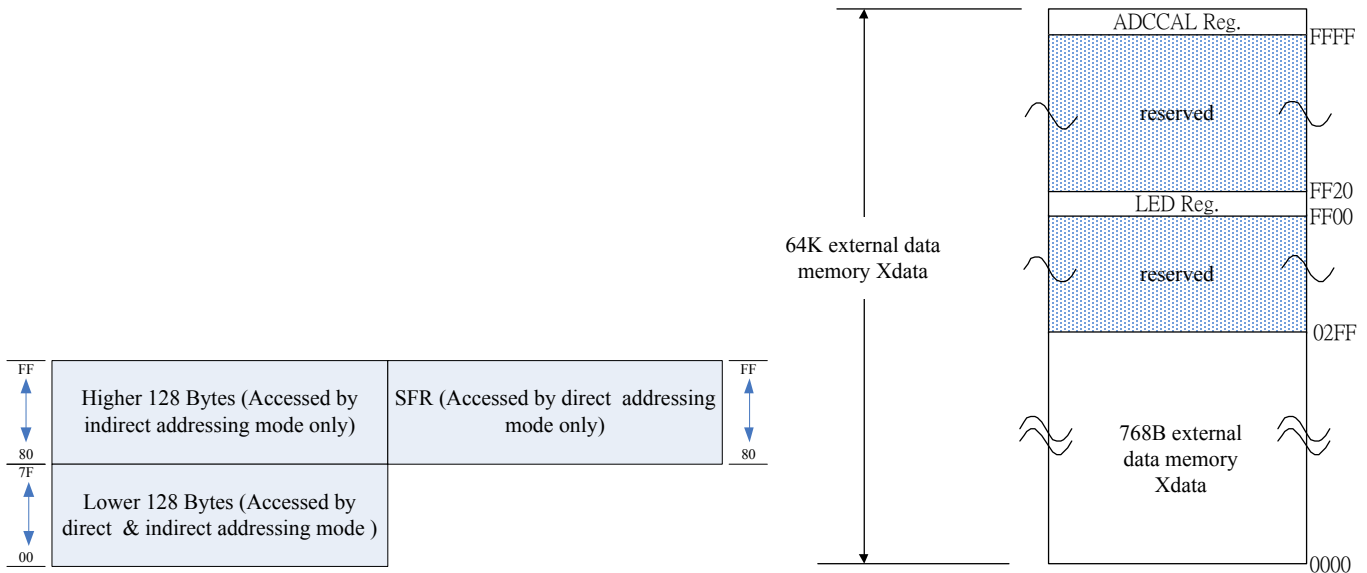 FF
80
7F
00
Higher 128 Bytes (Accessed by
indirect addressing mode only)
SFR (Accessed by direct addressing
mode only)
FF
80
Lower 128 Bytes (Accessed by
direct & indirect addressing mode )
64K external data
memory Xdata
ADCCAL Reg.
FFFF
reserved
FF20
LED Reg.
FF00
reserved
02FF
768B external
data memory
Xdata
0000